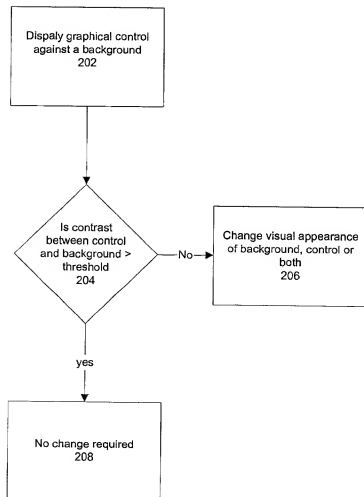 Dispaly graphical control
against a background
202
Is contrast
between control
and background >
threshold
204
No
Change visual appearance
of background, control or
both
206
yes
No change required
208